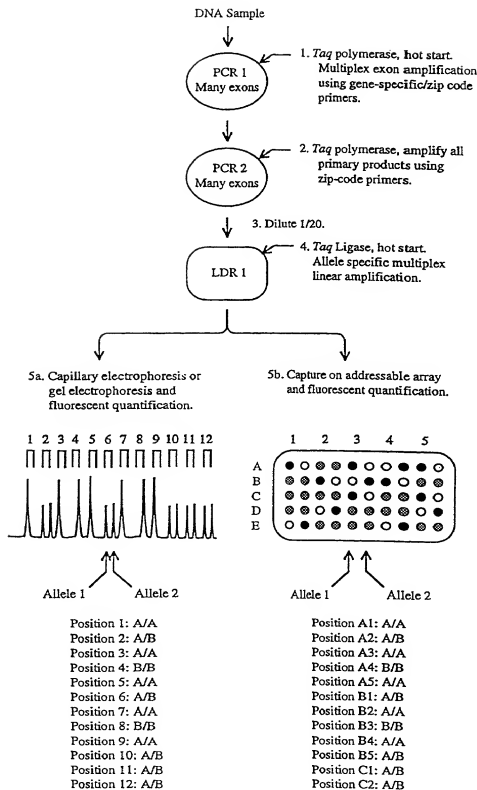 DNA Sample
PCR 1
Many exons
1. Taq polymerase, hot start.
Multiplex exon amplification
using gene-specific/zip code
primers.
PCR 2
Many exons
2. Taq polymerase, amplify all
primary products using
zip-code primers.
3. Dilute 1/20.
LDR 1
4. Taq Ligase, hot start.
Allele specific multiplex
linear amplification.
5a. Capillary electrophoresis or
gel electrophoresis and
fluorescent quantification.
5b. Capture on addressable array
and fluorescent quantification.
1 2 3 4 5 6 7 8 9 10 11 12
1 2 3 4 5
A
B
C
D
E
Allele 1 Allele 2
Allele 1 Allele 2
Position 1: A/A
Position 2: A/B
Position 3: A/A
Position 4: B/B
Position 5: A/A
Position 6: A/B
Position 7: A/A
Position 8: B/B
Position 9: A/A
Position 10: A/B
Position 11: A/B
Position 12: A/B
Position A1: A/A
Position A2: A/B
Position A3: A/A
Position A4: B/B
Position A5: A/A
Position B1: A/B
Position B2: A/A
Position B3: B/B
Position B4: A/A
Position B5: A/B
Position C1: A/B
Position C2: A/B